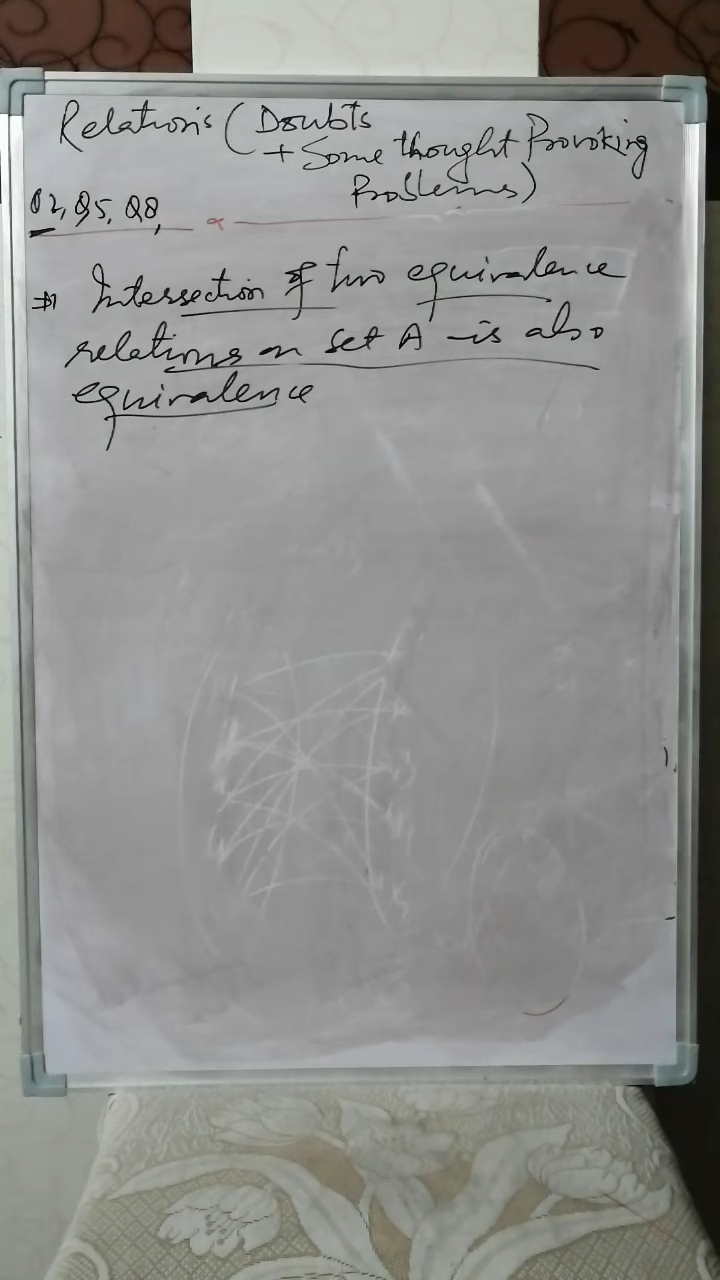 Relations (Doubts
+ Some thought Provoking
Problems)
Q2, Q5, Q8,
⇒ Intersection of two equivalence
relations on set A is also
equivalence